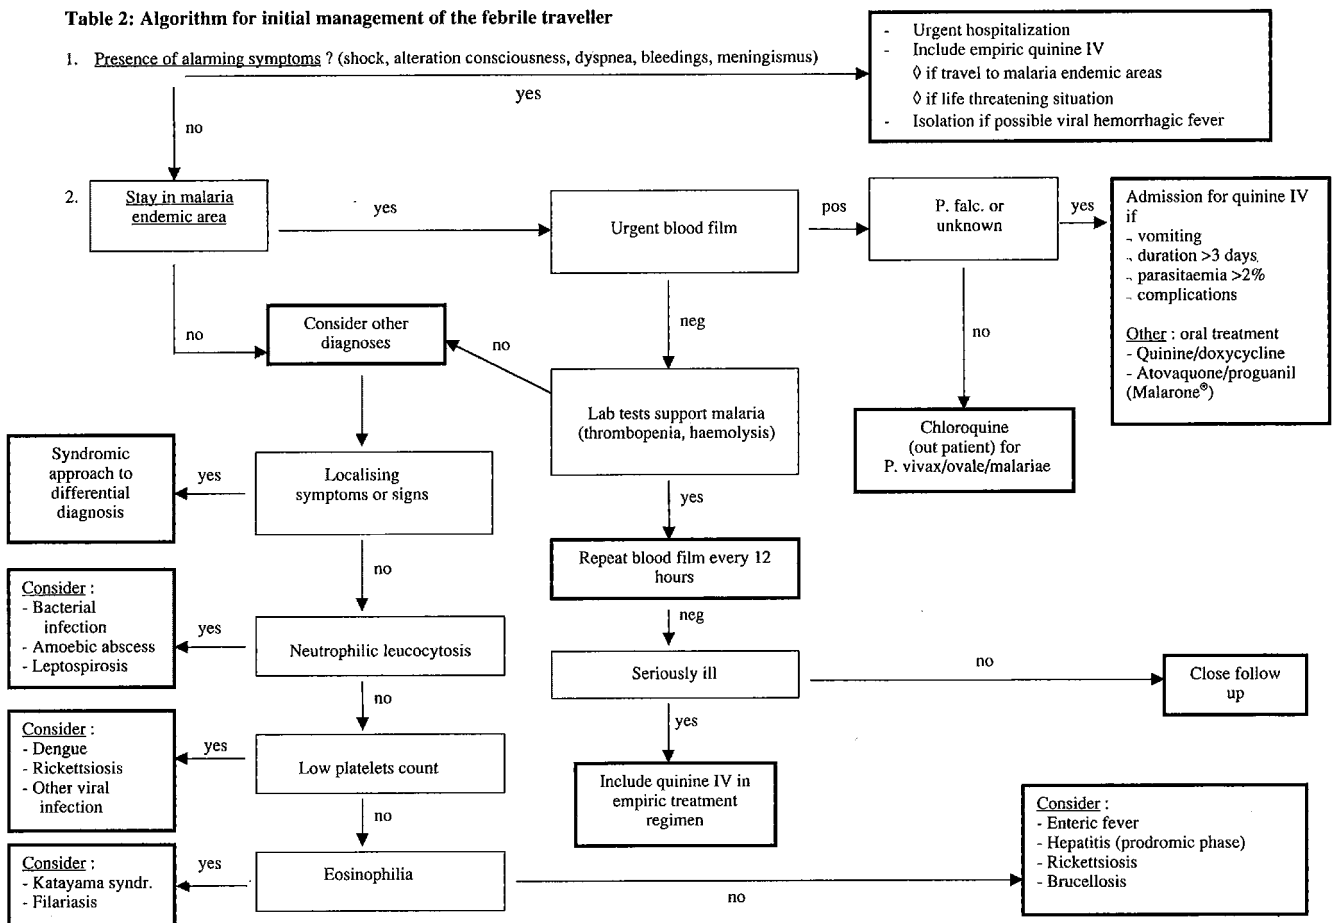 Table 2: Algorithm for initial management of the febrile traveller
1. Presence of alarming symptoms ? (shock, alteration consciousness, dyspnea, bleedings, meningismus)
yes
- Urgent hospitalization
- Include empiric quinine IV
◊ if travel to malaria endemic areas
◊ if life threatening situation
- Isolation if possible viral hemorrhagic fever
no
2. Stay in malaria
endemic area
yes
Urgent blood film
pos
P. falc. or
unknown
yes
Admission for quinine IV
if
- vomiting
- duration >3 days
- parasitaemia >2%
- complications
Other : oral treatment
- Quinine/doxycycline
- Atovaquone/proguanil
(Malarone®)
no
Consider other
diagnoses
no
neg
no
Lab tests support malaria
(thrombopenia, haemolysis)
Chloroquine
(out patient) for
P. vivax/ovale/malariae
Syndromic
approach to
differential
diagnosis
yes
Localising
symptoms or signs
yes
no
Repeat blood film every 12
hours
neg
Consider :
- Bacterial
infection
- Amoebic abscess
- Leptospirosis
yes
Neutrophilic leucocytosis
Seriously ill
no
Close follow
up
no
yes
Consider :
- Dengue
- Rickettsiosis
- Other viral
infection
yes
Low platelets count
Include quinine IV in
empiric treatment
regimen
no
Consider :
- Katayama syndr.
- Filariasis
yes
Eosinophilia
no
Consider :
- Enteric fever
- Hepatitis (prodromic phase)
- Rickettsiosis
- Brucellosis